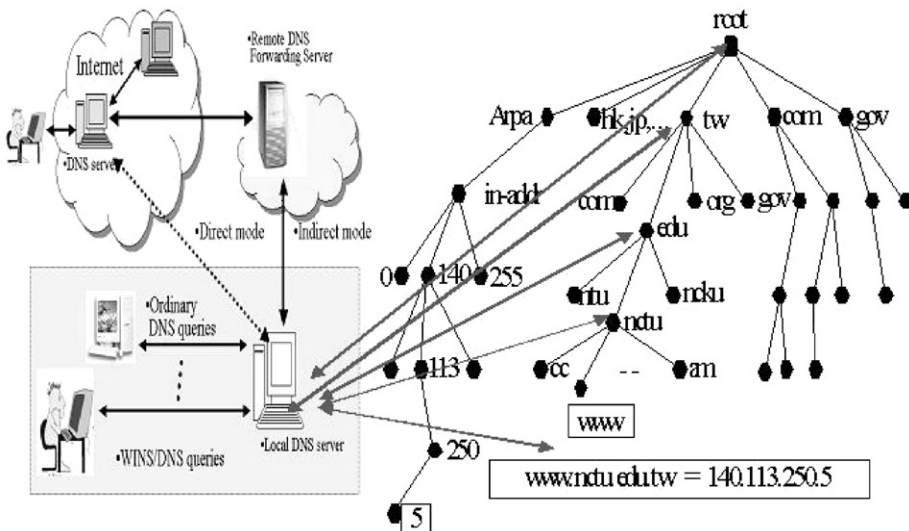 •Remote DNS
Forwarding Server
Internet
•DNS server
•Direct mode
•Indirect mode
•Ordinary
DNS queries
•WINS/DNS queries
•Local DNS server
root
Arpa
hk,jp,...
tw
com
gov
in-add
com
org
gov
edu
0
140
255
ntu
ncku
nctu
113
cc
--
am
www
250
www.nctu.edu.tw = 140.113.250.5
5